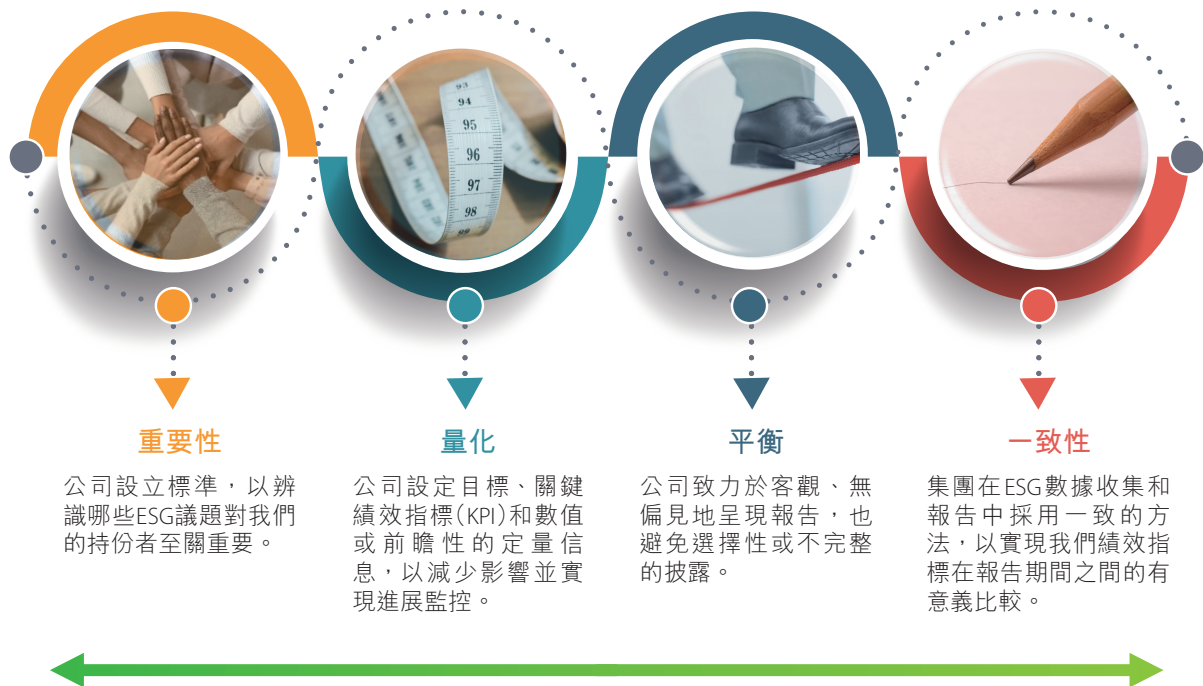 93
94
95
96
97
98
99
重要性
公司設立標準，以辨
識哪些ESG議題對我們
的持份者至關重要。
量化
公司設定目標、關鍵
績效指標(KPI)和數值
或前瞻性的定量信
息，以減少影響並實
現進展監控。
平衡
公司致力於客觀、無
偏見地呈現報告，也
避免選擇性或不完整
的披露。
一致性
集團在ESG數據收集和
報告中採用一致的方
法，以實現我們績效指
標在報告期間之間的有
意義比較。